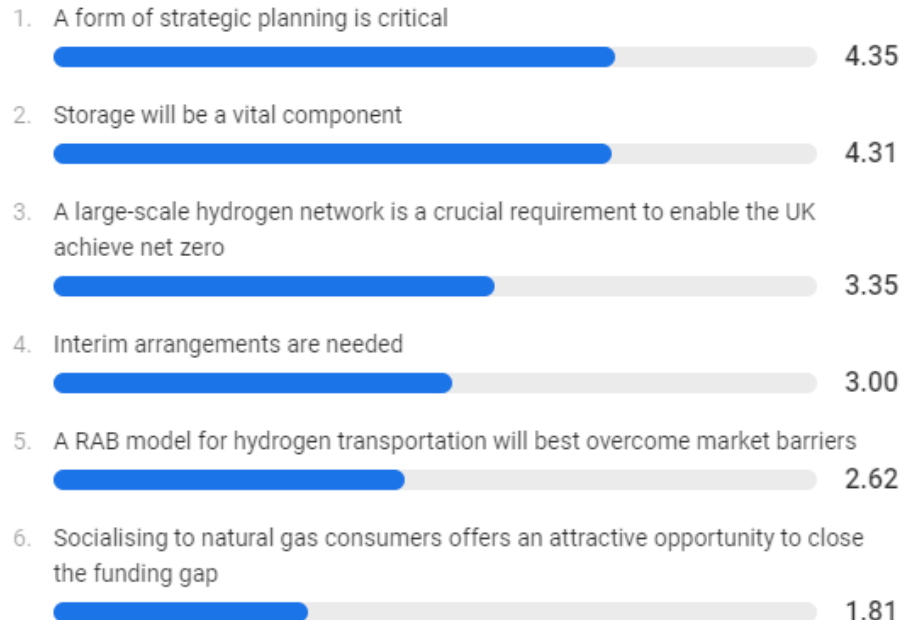 1. A form of strategic planning is critical
4.35
2. Storage will be a vital component
4.31
3. A large-scale hydrogen network is a crucial requirement to enable the UK
achieve net zero
3.35
4. Interim arrangements are needed
3.00
5. A RAB model for hydrogen transportation will best overcome market barriers
2.62
6. Socialising to natural gas consumers offers an attractive opportunity to close
the funding gap
1.81